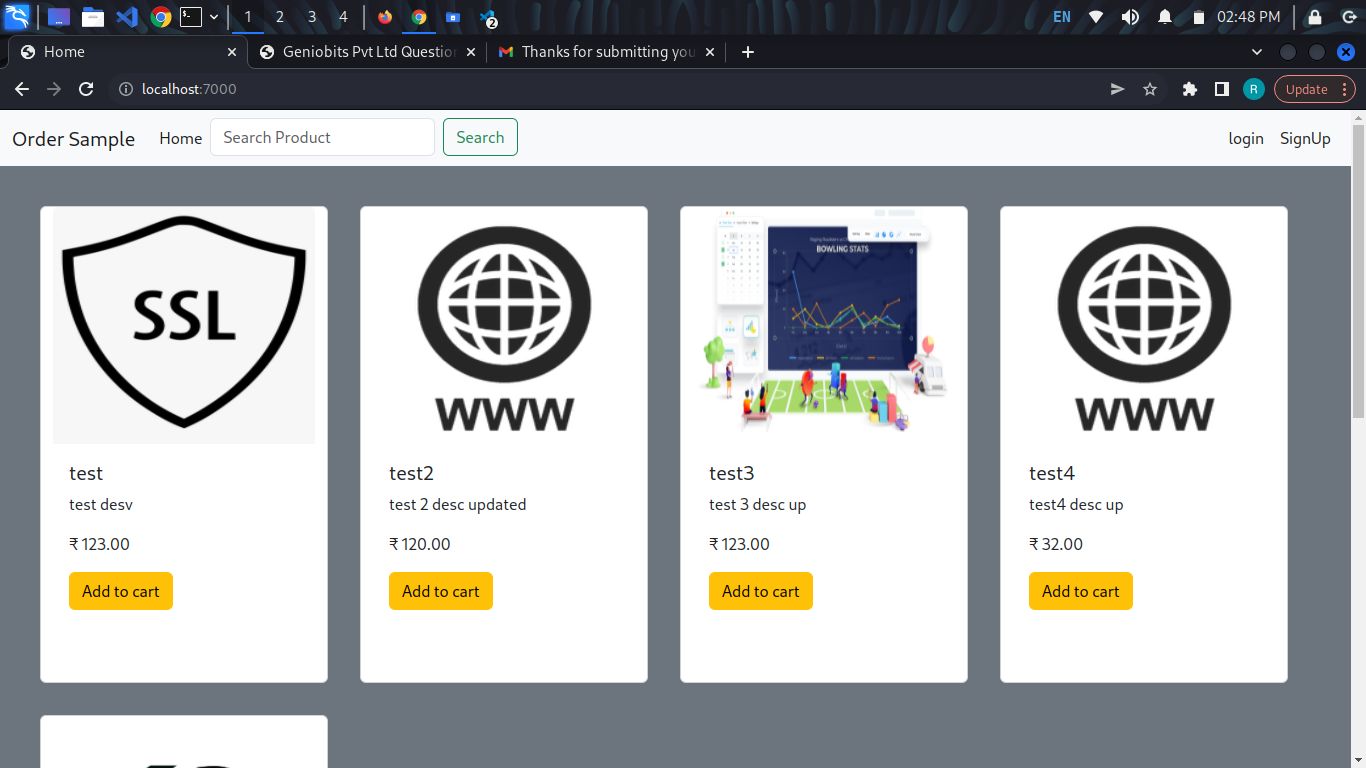 1 2 3 4 2 EN 02:48 PM
Home Geniobits Pvt Ltd Question Thanks for submitting you
localhost:7000 R Update
Order Sample Home Search Product Search login SignUp
SSL
WWW
BOWLING STATS
WWW
test test2 test3 test4
test desv test 2 desc updated test 3 desc up test4 desc up
₹ 123.00 ₹ 120.00 ₹ 123.00 ₹ 32.00
Add to cart Add to cart Add to cart Add to cart